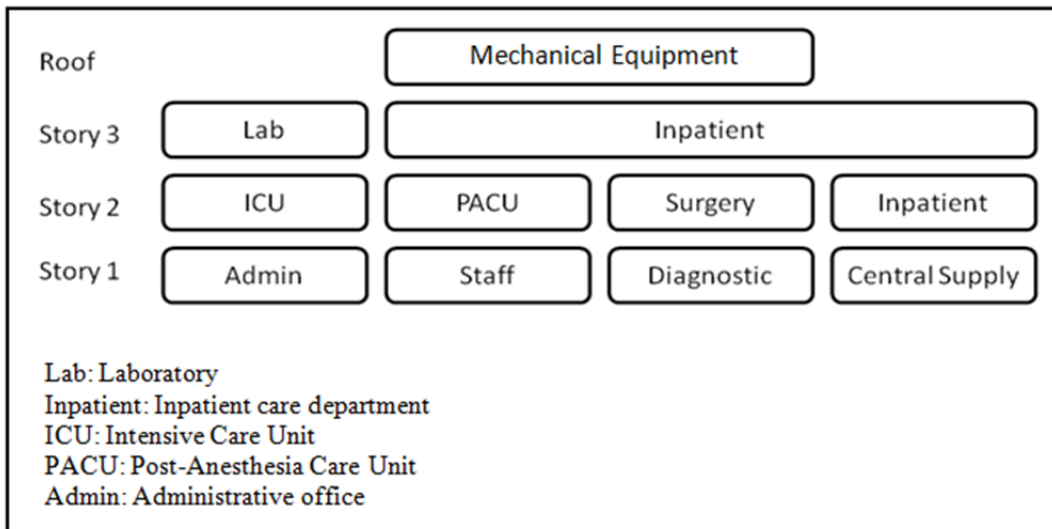 Roof Mechanical Equipment
Story 3 Lab Inpatient
Story 2 ICU PACU Surgery Inpatient
Story 1 Admin Staff Diagnostic Central Supply
Lab: Laboratory
Inpatient: Inpatient care department
ICU: Intensive Care Unit
PACU: Post-Anesthesia Care Unit
Admin: Administrative office